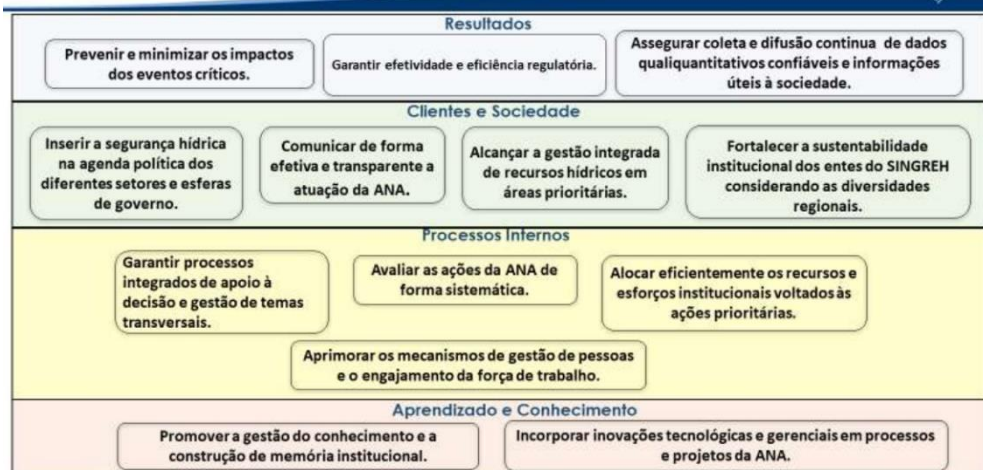 Resultados
Prevenir e minimizar os impactos
dos eventos críticos.
Garantir efetividade e eficiência regulatória.
Assegurar coleta e difusão continua de dados
qualiquantitativos confiáveis e informações
úteis à sociedade.
Clientes e Sociedade
Inserir a segurança hídrica
na agenda política dos
diferentes setores e esferas
de governo.
Comunicar de forma
efetiva e transparente a
atuação da ANA.
Alcançar a gestão integrada
de recursos hídricos em
áreas prioritárias.
Fortalecer a sustentabilidade
institucional dos entes do SINGREH
considerando as diversidades
regionais.
Processos Internos
Garantir processos
integrados de apoio à
decisão e gestão de temas
transversais.
Avaliar as ações da ANA de
forma sistemática.
Alocar eficientemente os recursos e
esforços institucionais voltados às
ações prioritárias.
Aprimorar os mecanismos de gestão de pessoas
e o engajamento da força de trabalho.
Aprendizado e Conhecimento
Promover a gestão do conhecimento e a
construção de memória institucional.
Incorporar inovações tecnológicas e gerenciais em processos
e projetos da ANA.